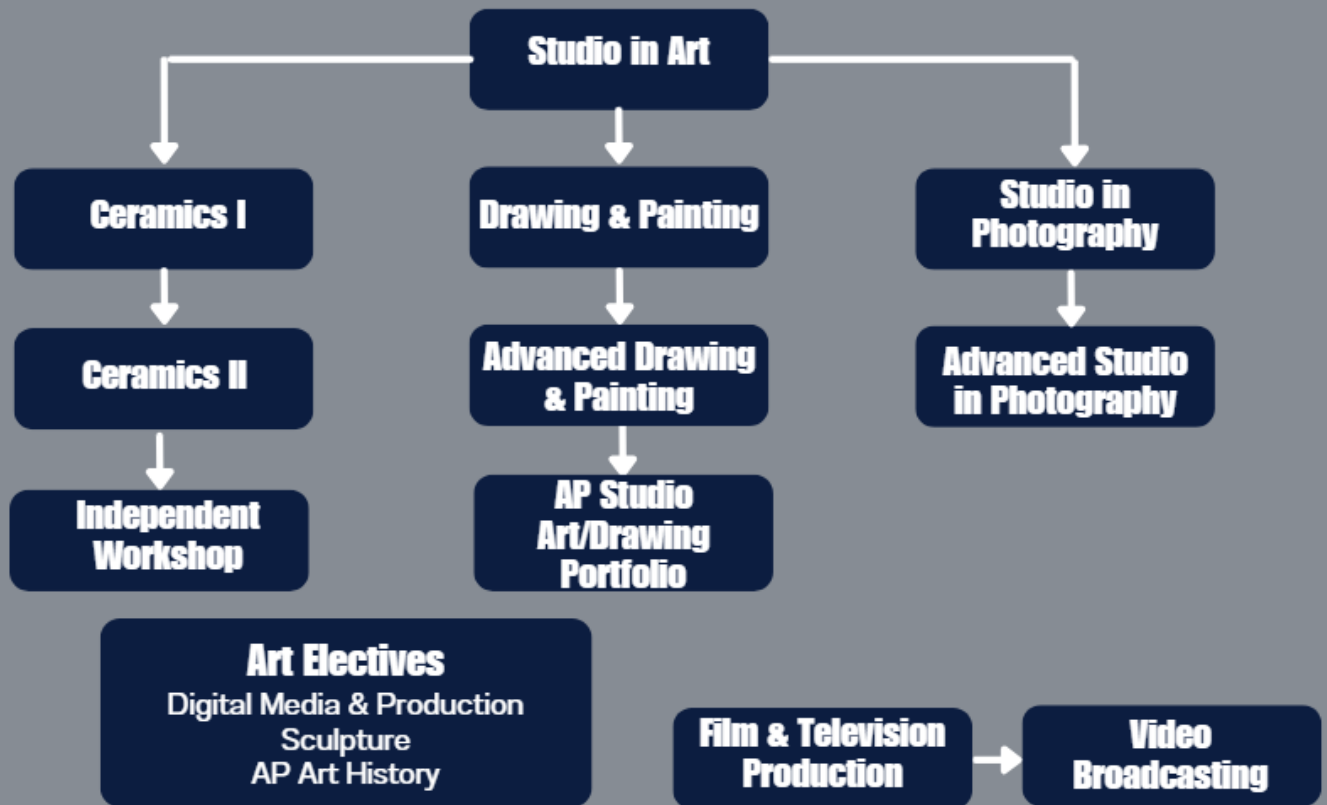 Studio in Art
Ceramics I
Drawing & Painting
Studio in
Photography
Ceramics II
Advanced Drawing
& Painting
Advanced Studio
in Photography
Independent
Workshop
AP Studio
Art/Drawing
Portfolio
Art Electives
Digital Media & Production
Sculpture
AP Art History
Film & Television
Production
Video
Broadcasting